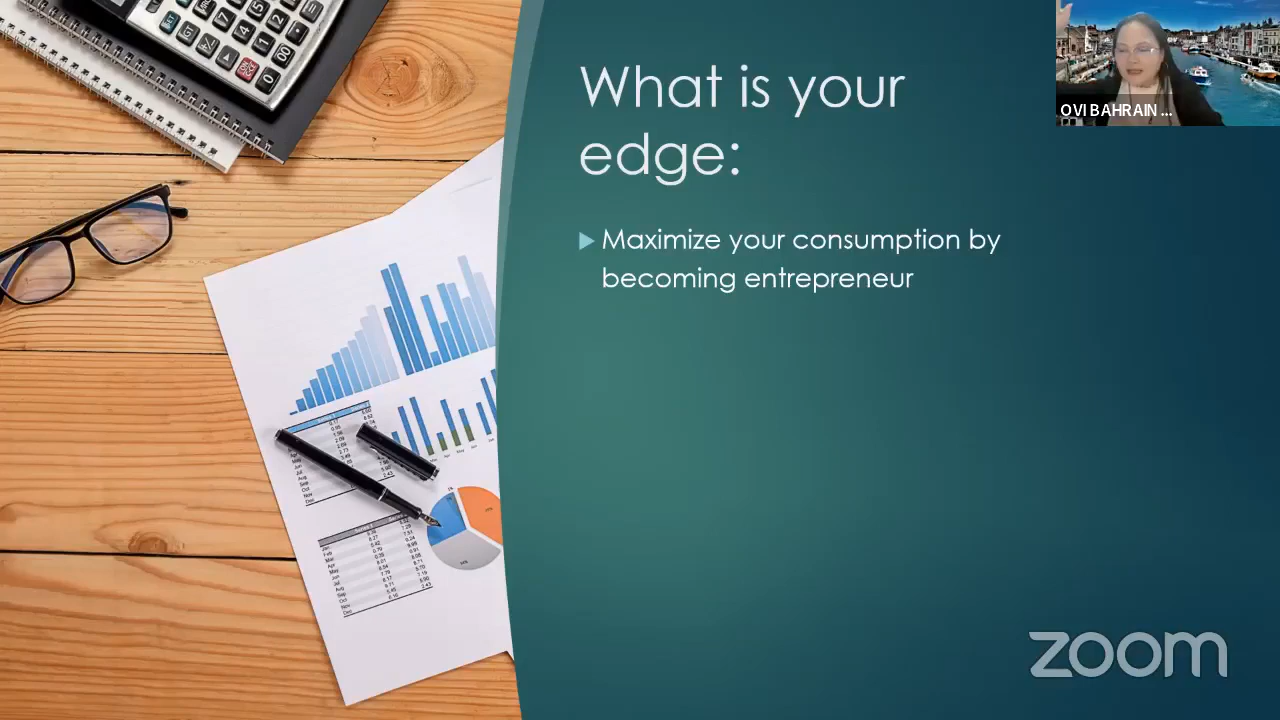 What is your
edge:
Maximize your consumption by
becoming entrepreneur
OVI BAHRAIN ...
zoom